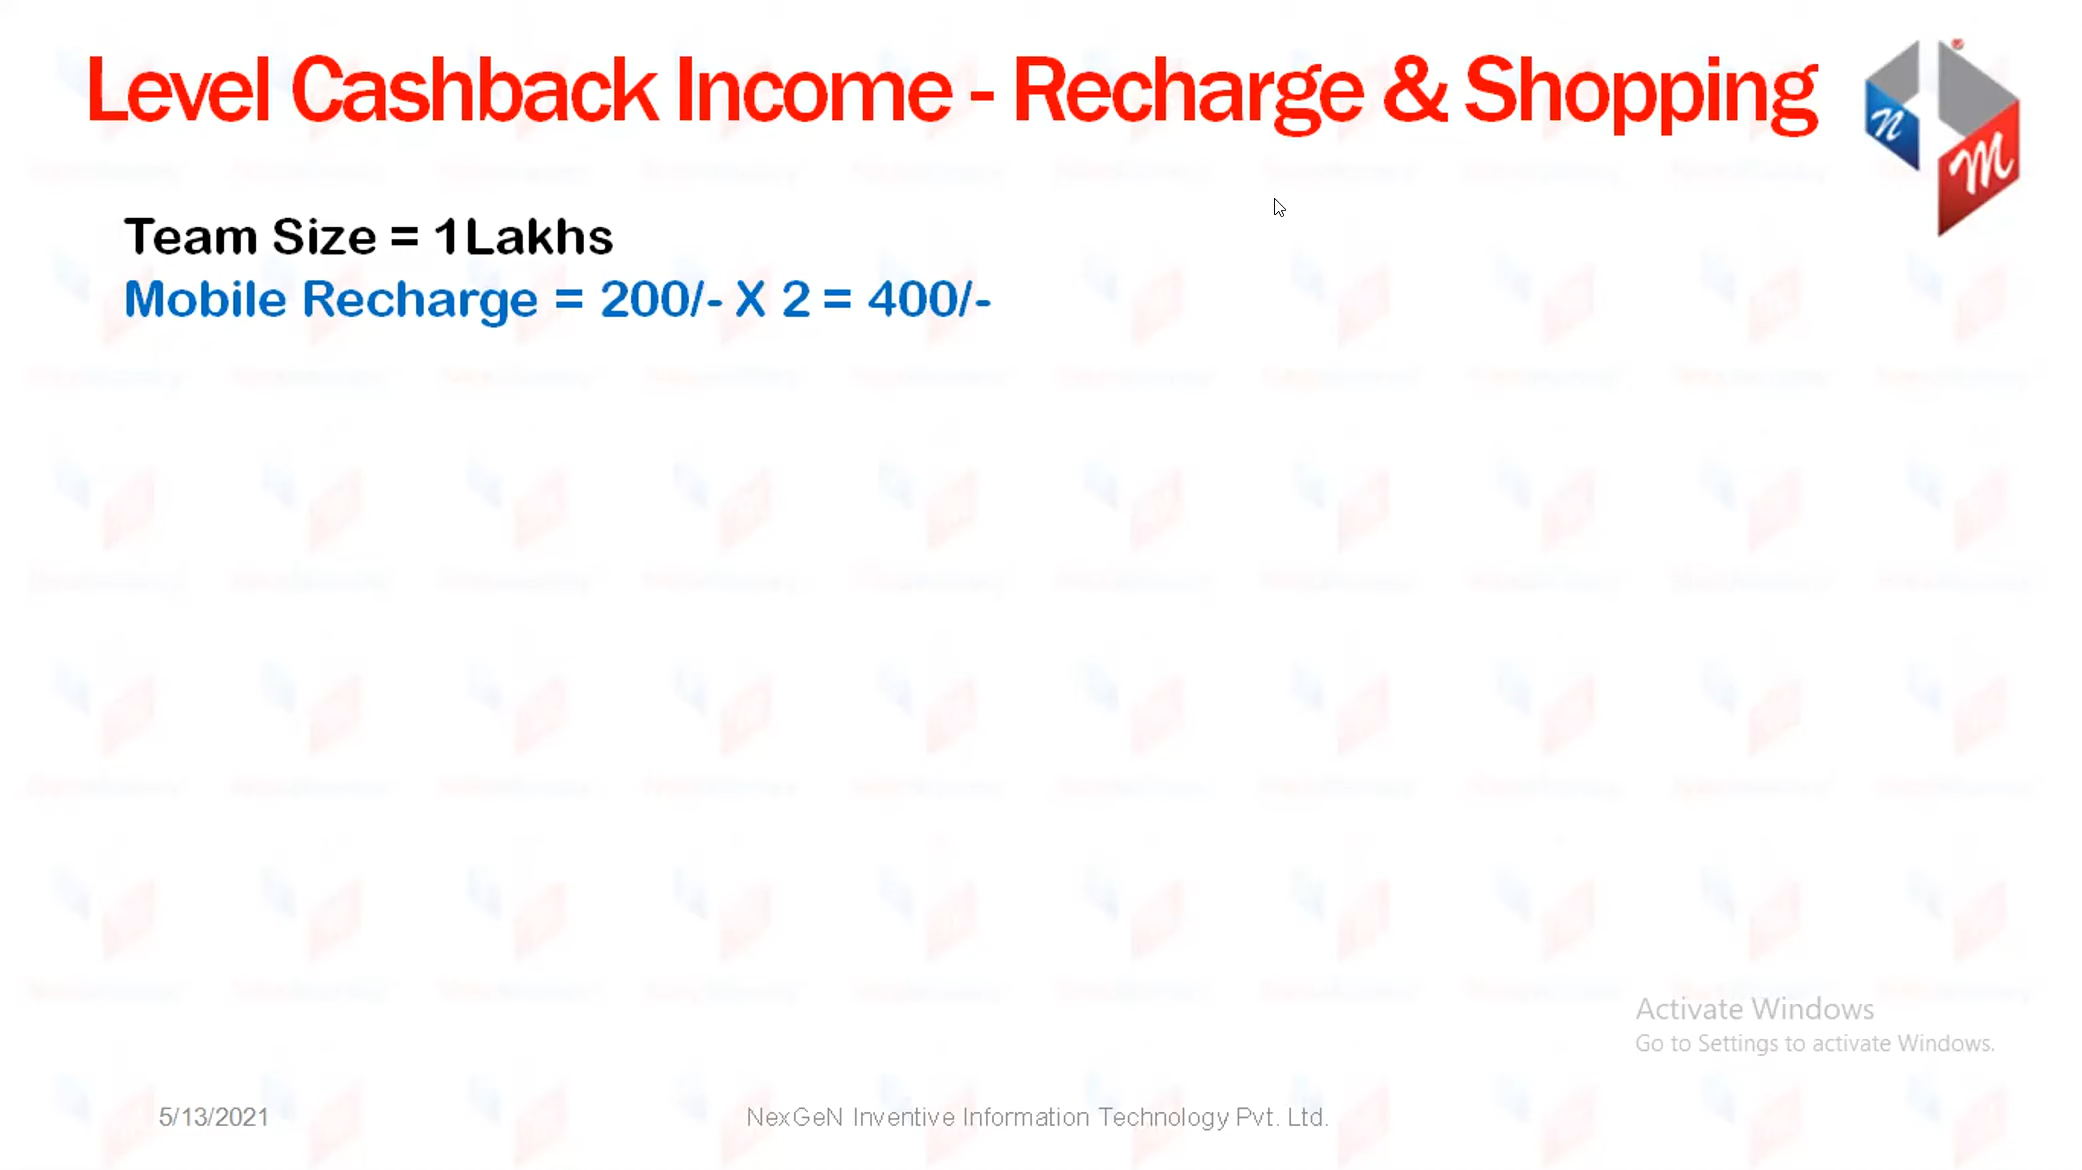 Level Cashback Income - Recharge & Shopping
n
M
Team Size = 1Lakhs
Mobile Recharge = 200/- X 2 = 400/-
Activate Windows
Go to Settings to activate Windows.
5/13/2021
NexGeN Inventive Information Technology Pvt. Ltd.